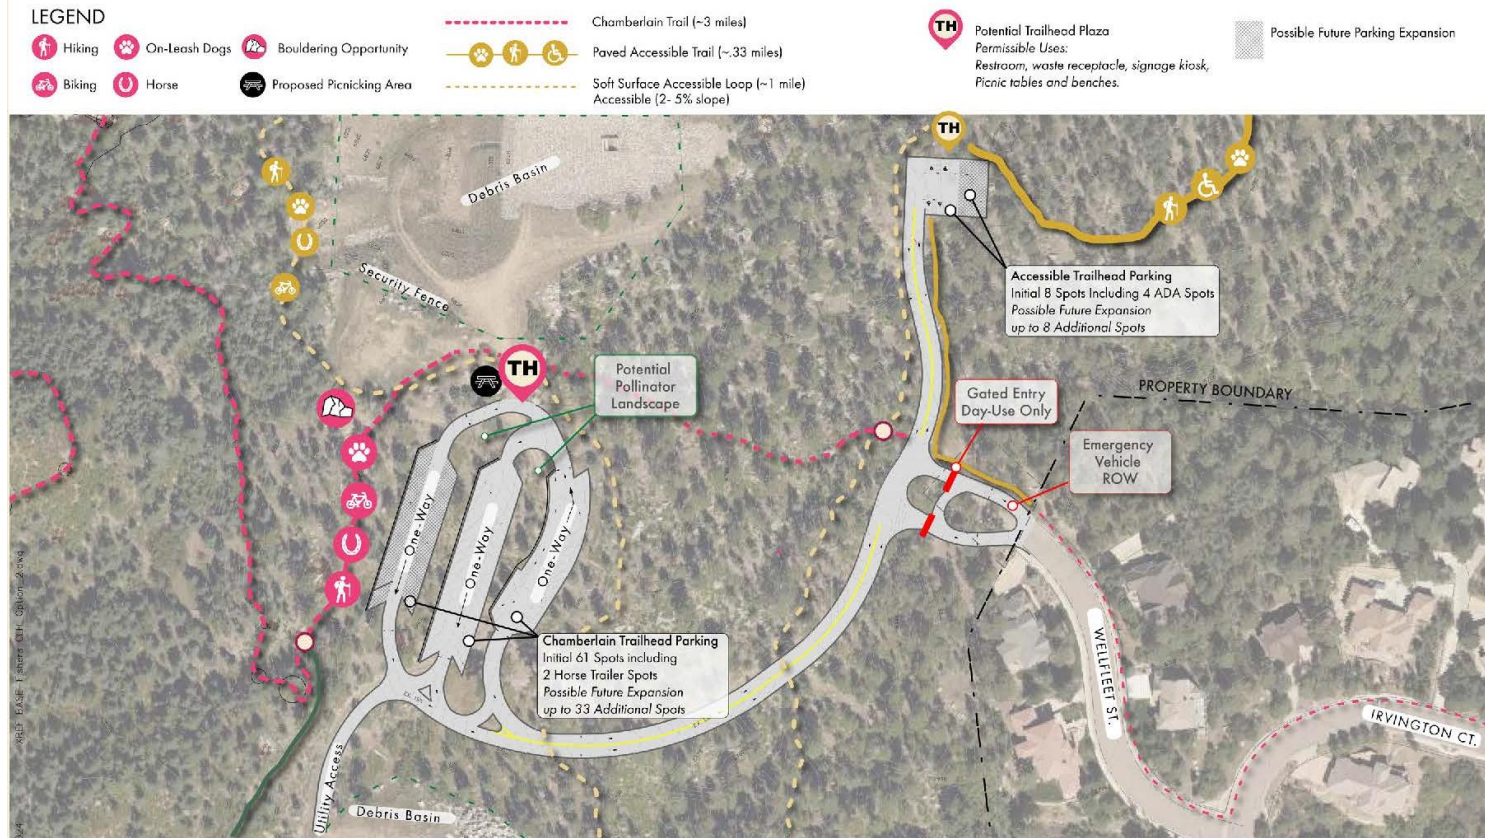 LEGEND
Hiking
On-Leash Dogs
Bouldering Opportunity
Biking
Horse
Proposed Picnicking Area
Chamberlain Trail (~3 miles)
Paved Accessible Trail (~.33 miles)
Soft Surface Accessible Loop (~1 mile)
Accessible (2- 5% slope)
TH
Potential Trailhead Plaza
Permissible Uses:
Restroom, waste receptacle, signage kiosk,
Picnic tables and benches.
Possible Future Parking Expansion
TH
Debris Basin
Security Fence
Accessible Trailhead Parking
Initial 8 Spots Including 4 ADA Spots
Possible Future Expansion
up to 8 Additional Spots
TH
Potential
Pollinator
Landscape
Gated Entry
Day-Use Only
PROPERTY BOUNDARY
Emergency
Vehicle
ROW
One-Way
One-Way
One-Way
Chamberlain Trailhead Parking
Initial 61 Spots including
2 Horse Trailer Spots
Possible Future Expansion
up to 33 Additional Spots
WELLFLEET ST.
IRVINGTON CT.
Utility Access
Debris Basin